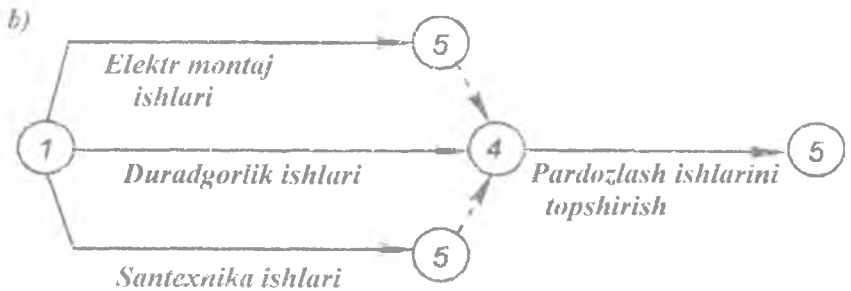 b)
5
Elektr montaj
ishlari
1
4
5
Duradgorlik ishlari
Pardozlash ishlarini
topshirish
5
Santexnika ishlari